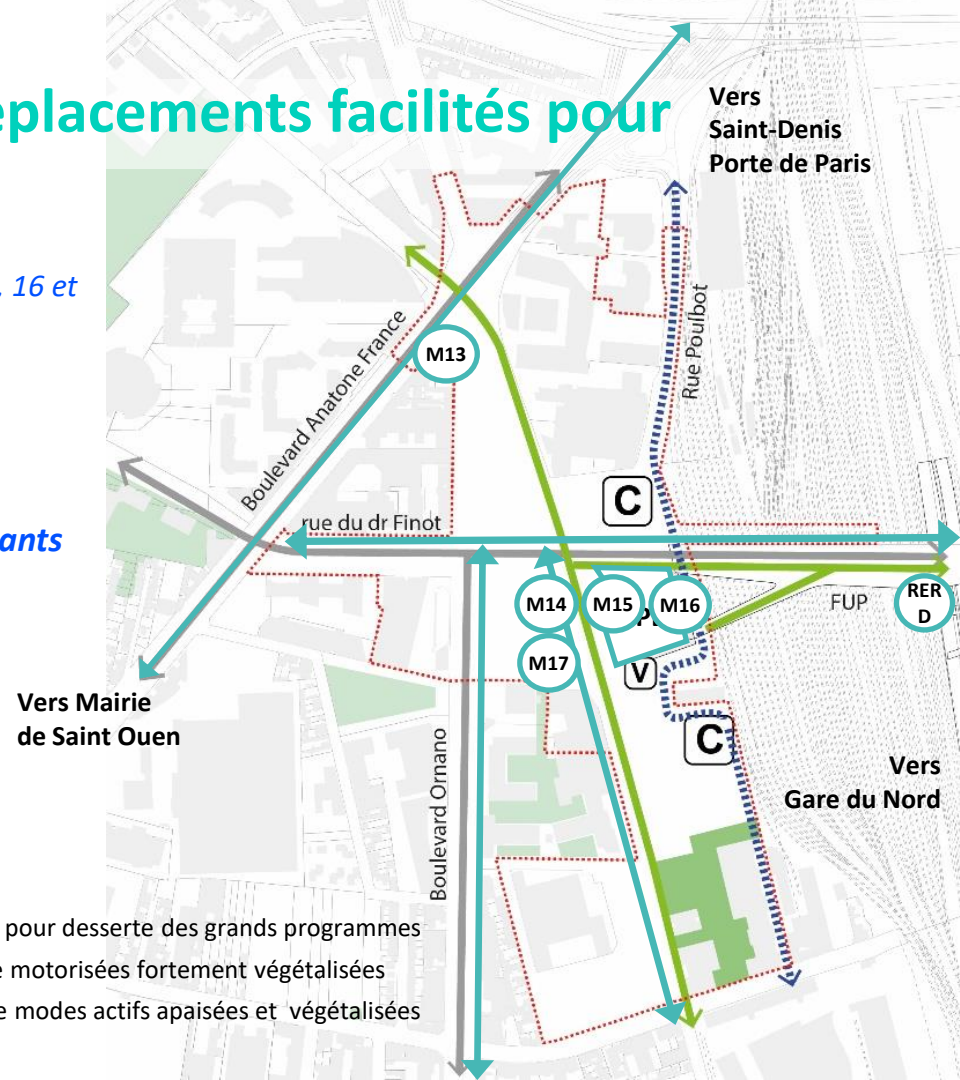 éplacements facilités pour
Vers
Saint-Denis
Porte de Paris
, 16 et
Rue Poulbot
M13
Boulevard Anatone France
C
rue du dr Finot
ants
M14
M15
M16
RER
D
FUP
M17
V
Vers Mairie
de Saint Ouen
C
Vers
Gare du Nord
Boulevard Ornano
pour desserte des grands programmes
e motorisées fortement végétalisées
e modes actifs apaisées et végétalisées